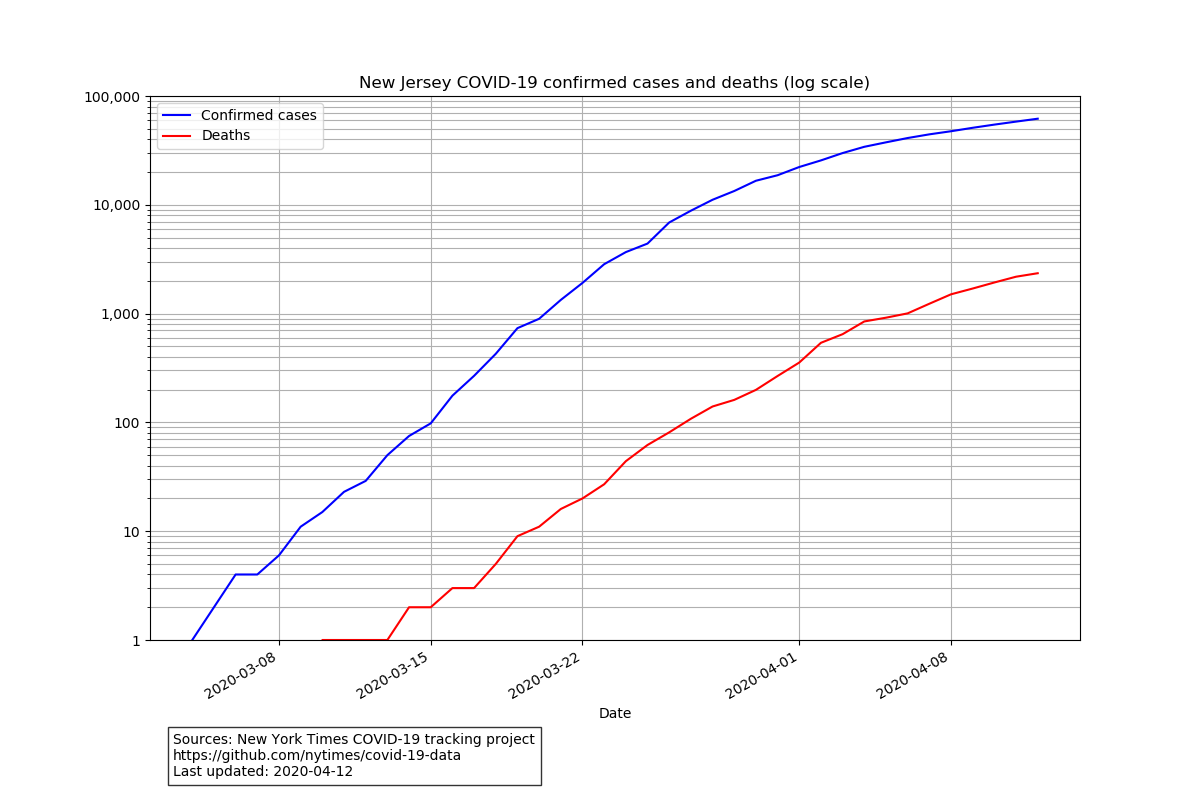 New Jersey COVID-19 confirmed cases and deaths (log scale)
100,000
10,000
1,000
100
10
1
Confirmed cases
Deaths
2020-03-08
2020-03-15
2020-03-22
2020-04-01
2020-04-08
Date
Sources: New York Times COVID-19 tracking project
https://github.com/nytimes/covid-19-data
Last updated: 2020-04-12